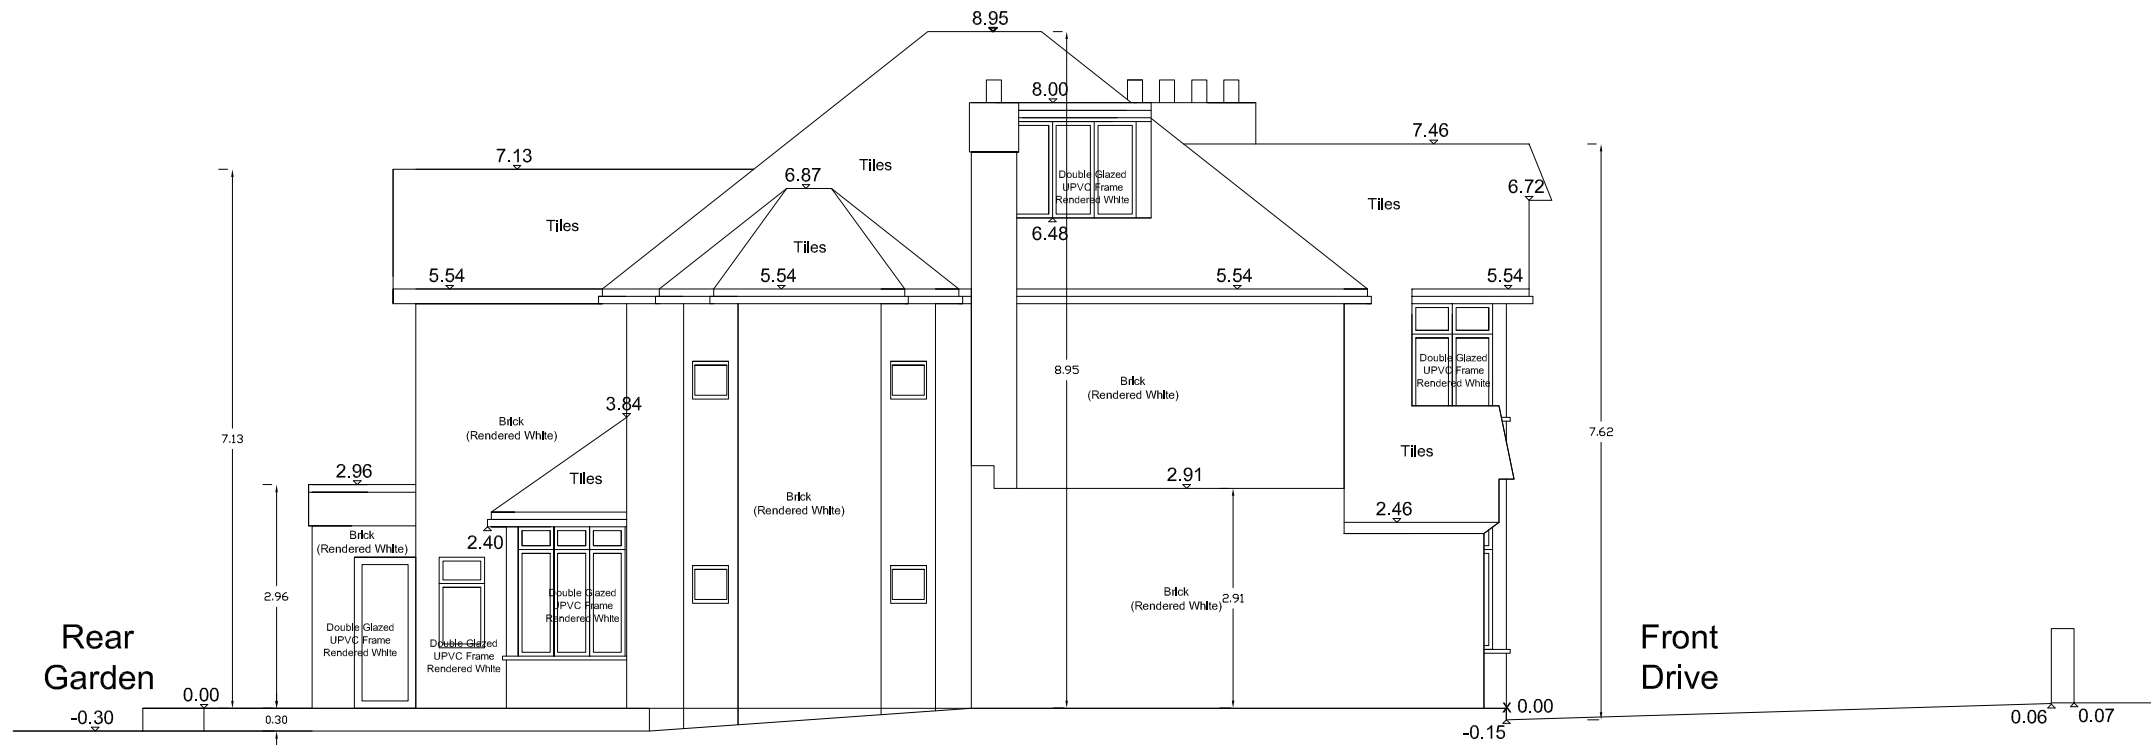 8.95
8.00
7.46
7.13
Tiles
6.87
Double Glazed
UPVC Frame
Rendered White
6.72
Tiles
Tiles
Tiles
6.48
5.54
5.54
5.54
5.54
Double Glazed
UPVC Frame
Rendered White
8.95
Brick
(Rendered White)
3.84
Brick
(Rendered White)
7.13
7.62
Tiles
2.96
Tiles
2.91
Brick
(Rendered White)
2.46
Brick
(Rendered White)
2.40
2.96
Double Glazed
UPVC Frame
Rendered White
Brick
(Rendered White)
2.91
Double Glazed
UPVC Frame
Rendered White
Double Glazed
UPVC Frame
Rendered White
Rear
Garden
Front
Drive
0.00
-0.30
0.30
0.00
-0.15
0.06
0.07